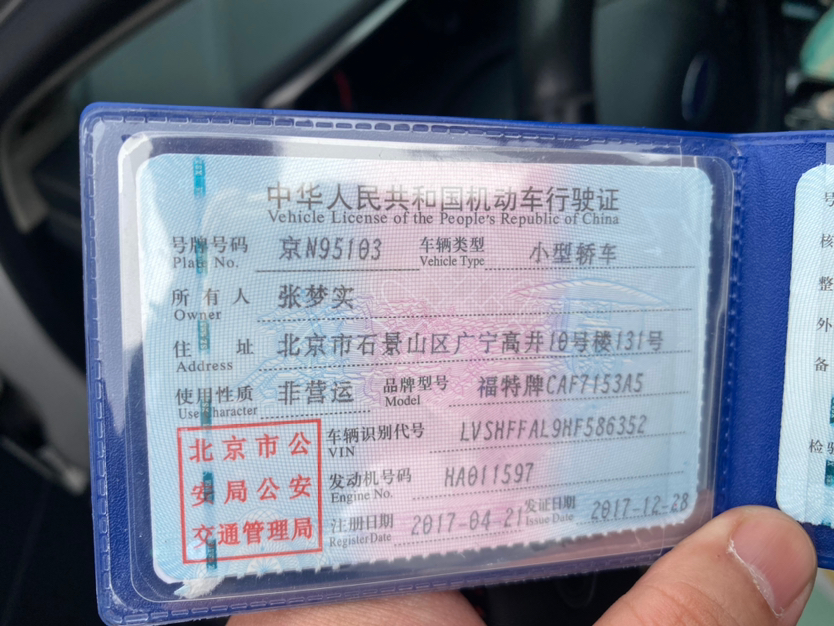 中华人民共和国机动车行驶证
Vehicle License of the People's Republic of China
号牌号码 京N95103 车辆类型 小型轿车
Plate No. Vehicle Type
所有人 张梦实
Owner
住址 北京市石景山区广宁高井10号楼131号
Address
使用性质 非营运 品牌型号 福特牌CAF7153A5
Use Character Model
车辆识别代号 LVSHFFAL9HF586352
VIN
发动机号码 HA011597
Engine No.
注册日期 2017-04-21 发证日期 2017-12-28
Register Date Issue Date
北京市公
安局公安
交通管理局
号
核
整
外
备
检验